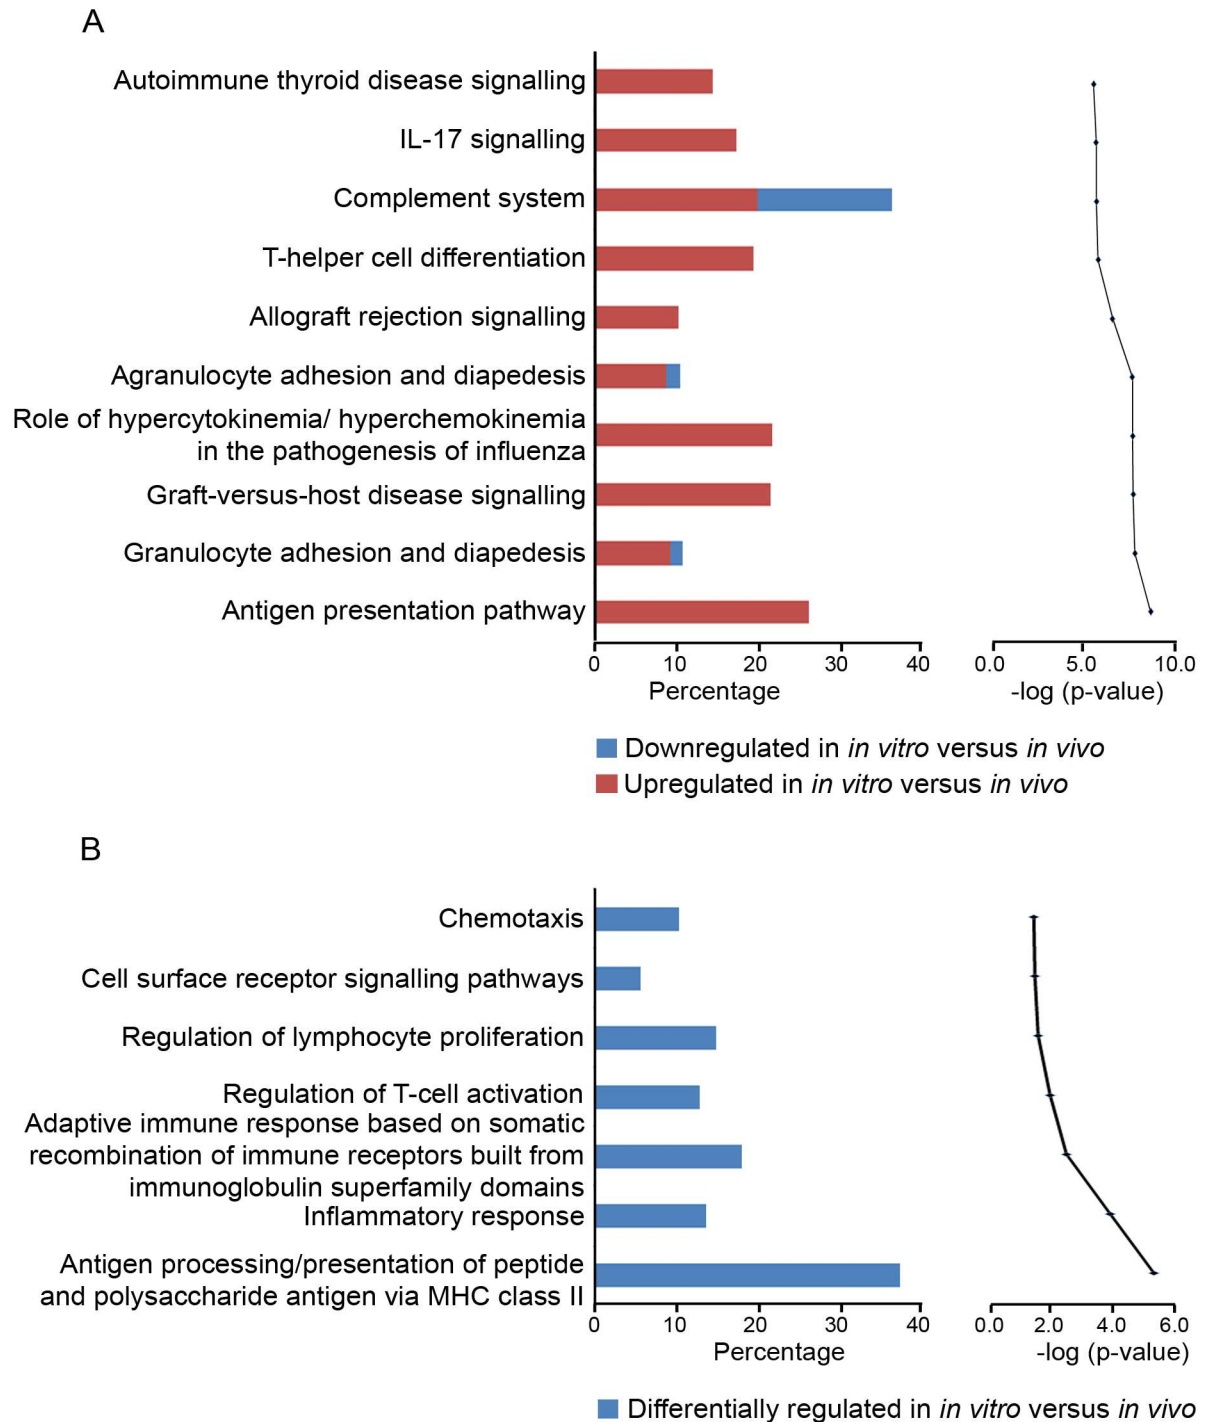 A
Autoimmune thyroid disease signalling
IL-17 signalling
Complement system
T-helper cell differentiation
Allograft rejection signalling
Agranulocyte adhesion and diapedesis
Role of hypercytokinemia/ hyperchemokinemia
in the pathogenesis of influenza
Graft-versus-host disease signalling
Granulocyte adhesion and diapedesis
Antigen presentation pathway
0 10 20 30 40
Percentage
0.0 5.0 10.0
-log (p-value)
Downregulated in in vitro versus in vivo
Upregulated in in vitro versus in vivo
B
Chemotaxis
Cell surface receptor signalling pathways
Regulation of lymphocyte proliferation
Regulation of T-cell activation
Adaptive immune response based on somatic
recombination of immune receptors built from
immunoglobulin superfamily domains
Inflammatory response
Antigen processing/presentation of peptide
and polysaccharide antigen via MHC class II
0 10 20 30 40
Percentage
0.0 2.0 4.0 6.0
-log (p-value)
Differentially regulated in in vitro versus in vivo